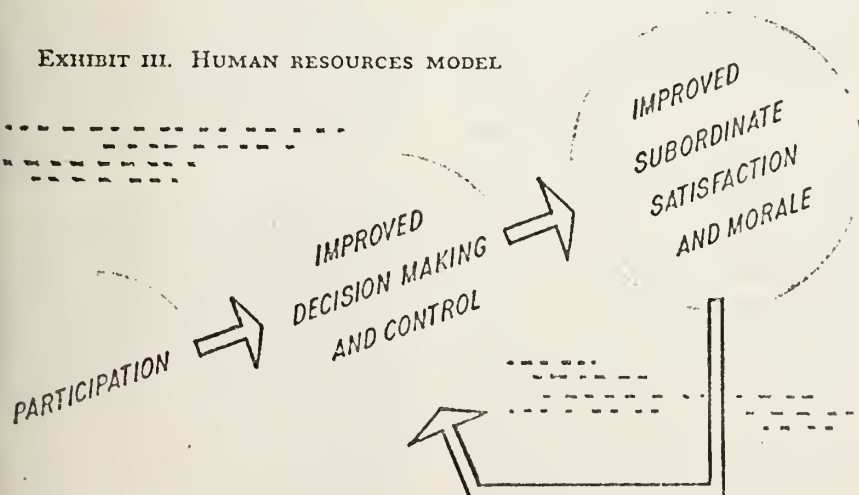 EXHIBIT III. HUMAN RESOURCES MODEL
PARTICIPATION
IMPROVED
DECISION MAKING
AND CONTROL
IMPROVED
SUBORDINATE
SATISFACTION
AND MORALE